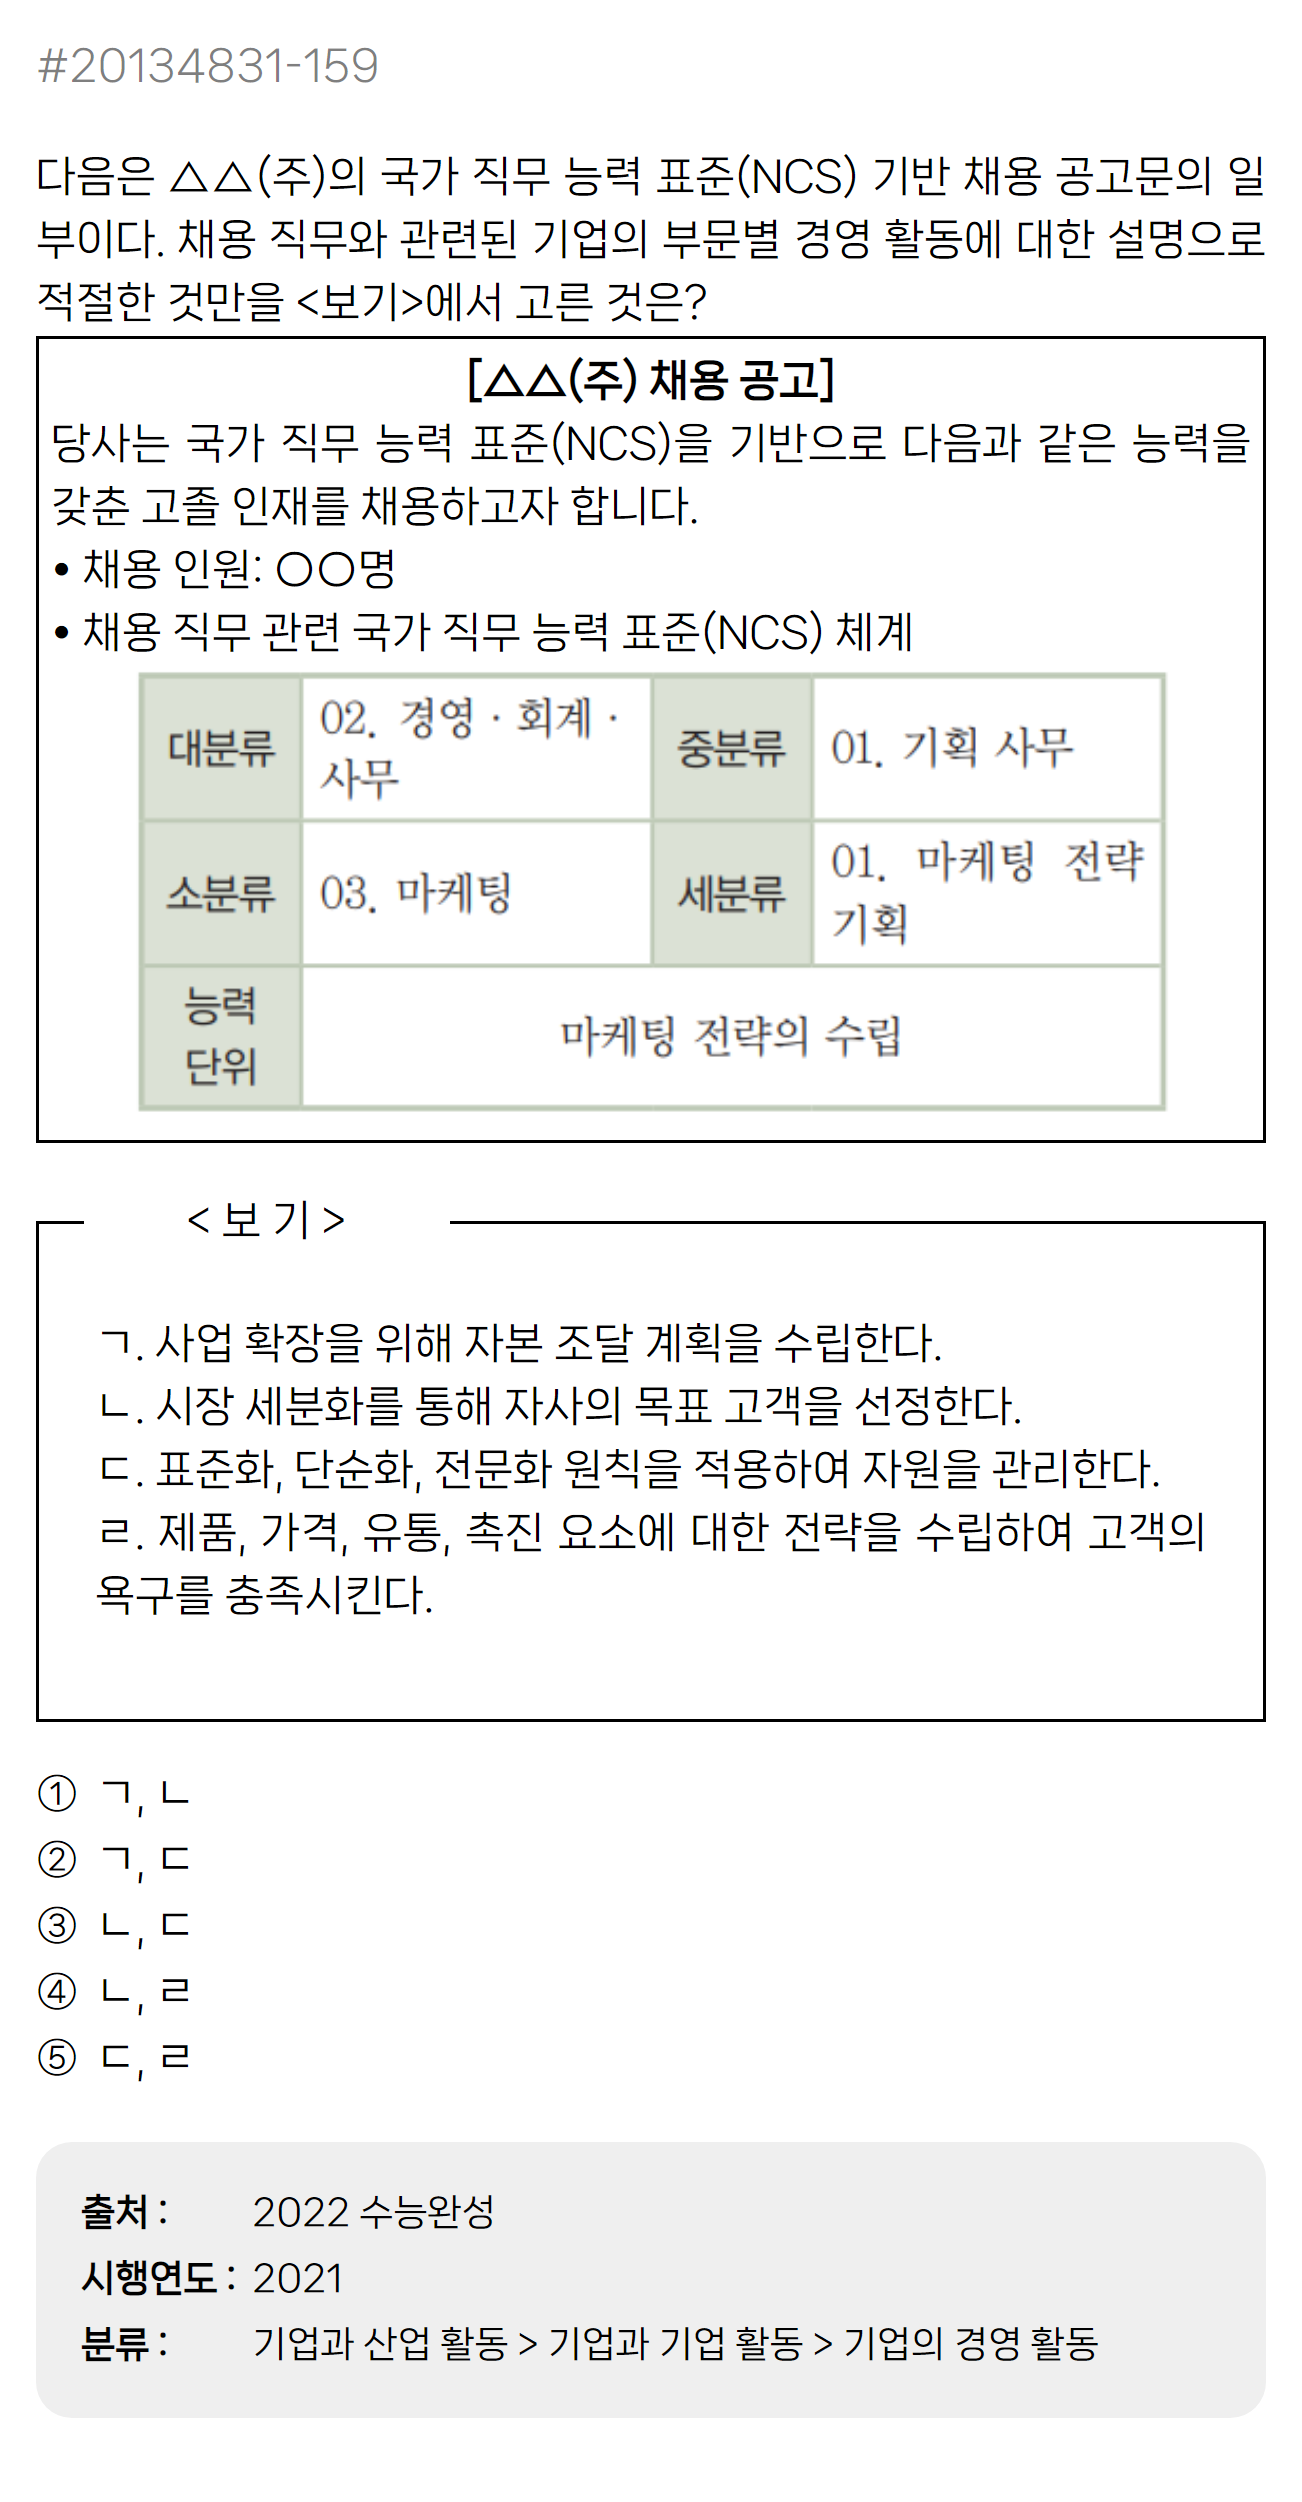 #20134831-159
다음은 △△(주)의 국가 직무 능력 표준(NCS) 기반 채용 공고문의 일
부이다. 채용 직무와 관련된 기업의 부문별 경영 활동에 대한 설명으로
적절한 것만을 <보기>에서 고른 것은?
[△△(주) 채용 공고]
당사는 국가 직무 능력 표준(NCS)을 기반으로 다음과 같은 능력을
갖춘 고졸 인재를 채용하고자 합니다.
• 채용 인원: ○○명
• 채용 직무 관련 국가 직무 능력 표준(NCS) 체계
대분류 02. 경영 · 회계 · 사무 중분류 01. 기획 사무
소분류 03. 마케팅 세분류 01. 마케팅 전략 기획
능력 단위 마케팅 전략의 수립
< 보 기 >
ㄱ. 사업 확장을 위해 자본 조달 계획을 수립한다.
ㄴ. 시장 세분화를 통해 자사의 목표 고객을 선정한다.
ㄷ. 표준화, 단순화, 전문화 원칙을 적용하여 자원을 관리한다.
ㄹ. 제품, 가격, 유통, 촉진 요소에 대한 전략을 수립하여 고객의
욕구를 충족시킨다.
① ㄱ, ㄴ
② ㄱ, ㄷ
③ ㄴ, ㄷ
④ ㄴ, ㄹ
⑤ ㄷ, ㄹ
출처 : 2022 수능완성
시행연도 : 2021
분류 : 기업과 산업 활동 > 기업과 기업 활동 > 기업의 경영 활동